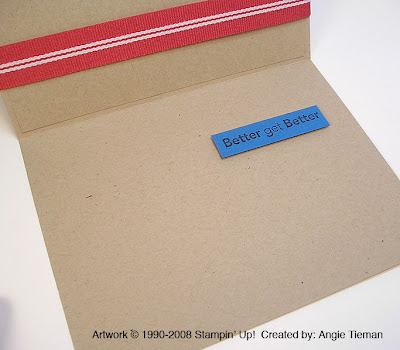 Better get Better
Artwork © 1990-2008 Stampin' Up!  Created by: Angie Tieman